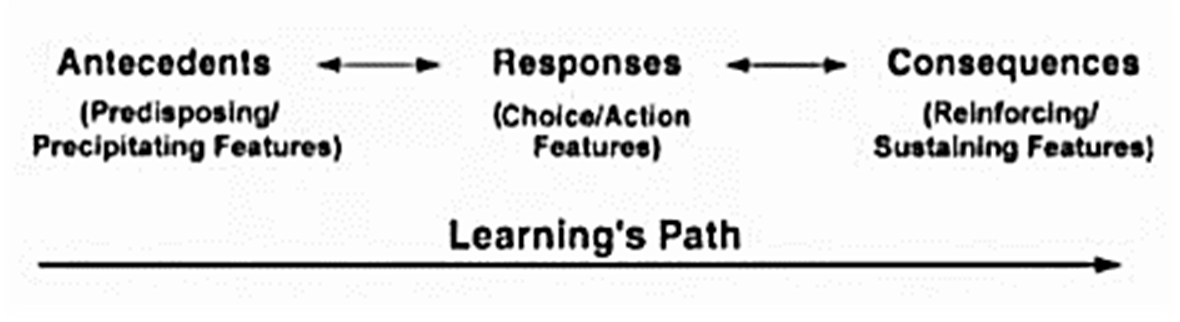 Antecedents Responses Consequences
(Predisposing/ (Choice/Action (Reinforcing/
Precipitating Features) Features) Sustaining Features)
Learning's Path